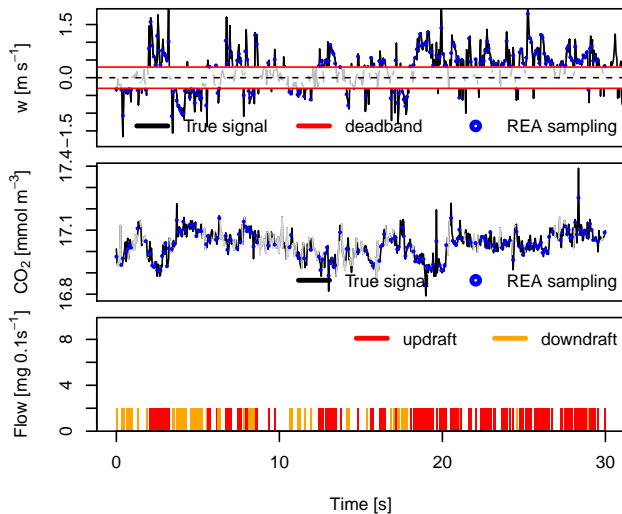 w [m s⁻¹]
1.5
0.0
−1.5
True signal
deadband
REA sampling
CO₂ [mmol m⁻³]
17.4
17.1
16.8
True signal
REA sampling
Flow [mg 0.1s⁻¹]
8
4
0
updraft
downdraft
0
10
20
30
Time [s]